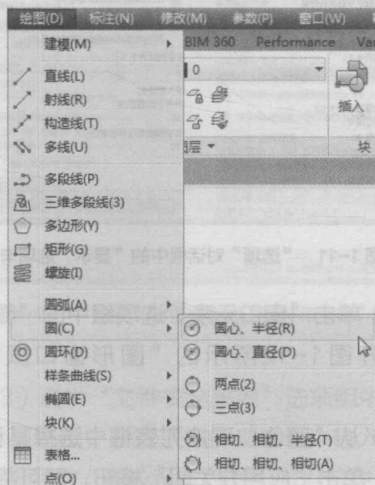 绘图(D) 标注(N) 修改(M) 参数(P) 窗口(W)
建模(M)
BIM 360 Performance
直线(L)
0
射线(R)
构造线(T)
插入
多线(U)
块
多段线(P)
三维多段线(3)
多边形(Y)
矩形(G)
螺旋(I)
圆弧(A)
圆(C)
圆心、半径(R)
圆环(D)
圆心、直径(D)
样条曲线(S)
两点(2)
椭圆(E)
三点(3)
块(K)
相切、相切、半径(T)
表格...
相切、相切、相切(A)
点(O)